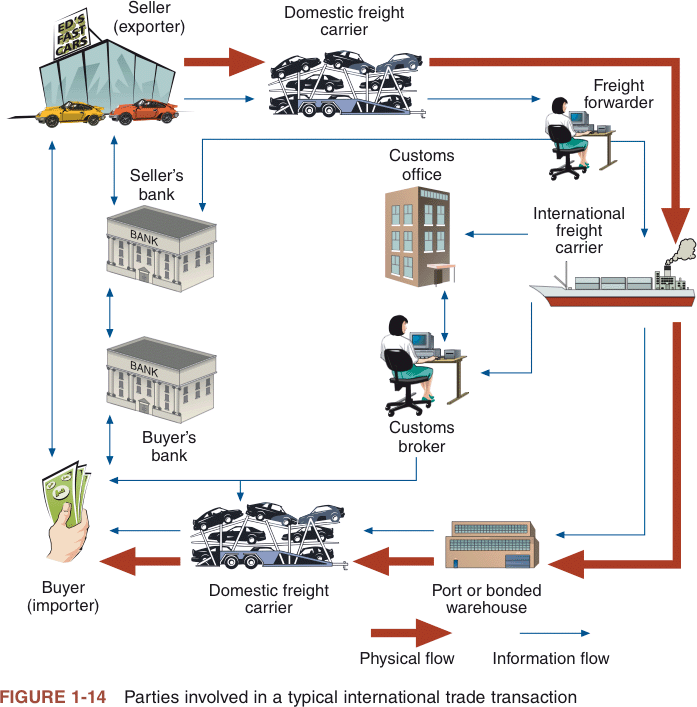 Seller
(exporter)
ED'S
FAST
CARS
Domestic freight
carrier
Freight
forwarder
Seller's
bank
BANK
Customs
office
International
freight
carrier
BANK
Buyer's
bank
Customs
broker
Buyer
(importer)
Domestic freight
carrier
Port or bonded
warehouse
Physical flow
Information flow
FIGURE 1-14 Parties involved in a typical international trade transaction